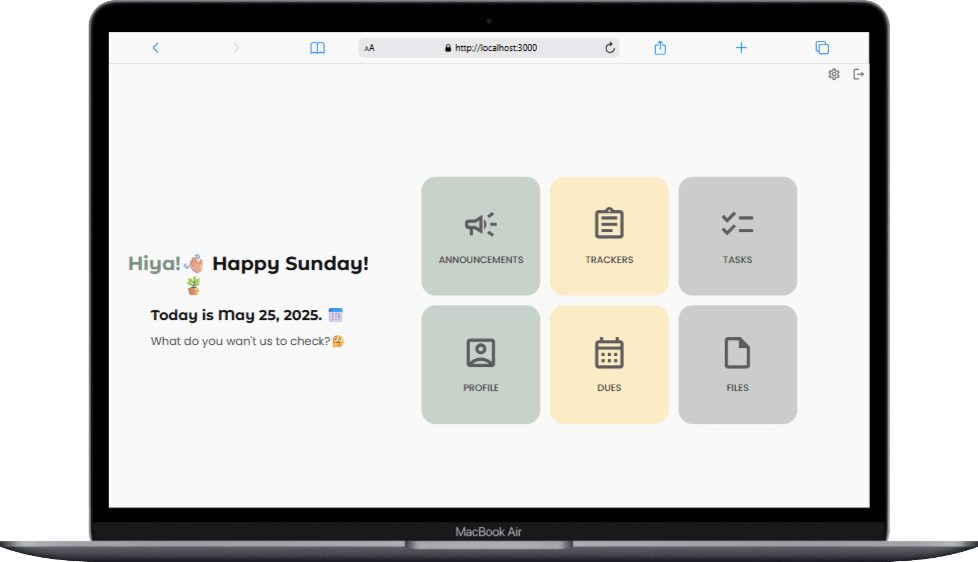 AA http://localhost:3000
Hiya!👋🏼 Happy Sunday!
🪴
Today is May 25, 2025. 🗓️
What do you wan't us to check?🤔
ANNOUNCEMENTS
TRACKERS
TASKS
PROFILE
DUES
FILES
MacBook Air